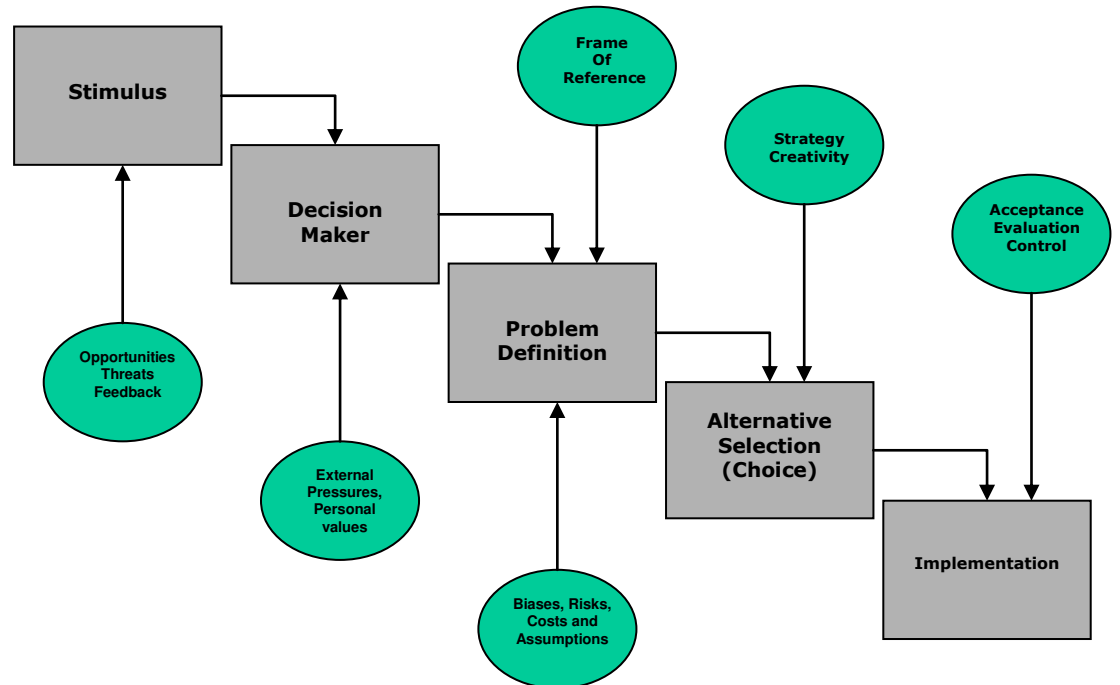 Frame
Of
Reference
Stimulus
Strategy
Creativity
Decision
Maker
Acceptance
Evaluation
Control
Problem
Definition
Opportunities
Threats
Feedback
Alternative
Selection
(Choice)
External
Pressures,
Personal
values
Implementation
Biases, Risks,
Costs and
Assumptions